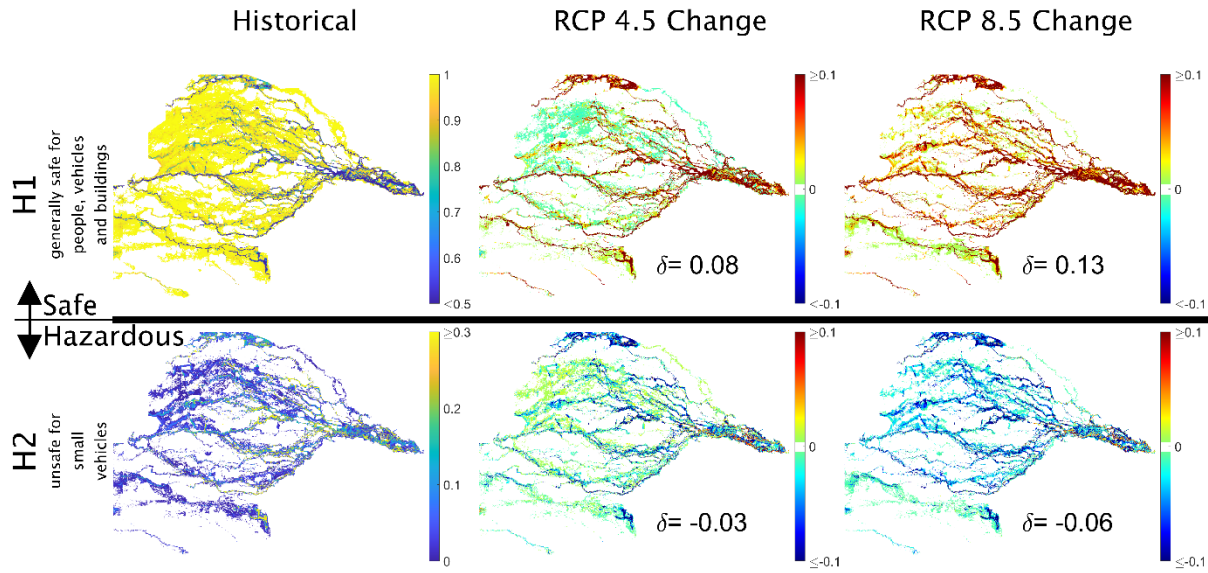 Historical
RCP 4.5 Change
RCP 8.5 Change
H1
generally safe for
people, vehicles
and buildings
1
0.9
0.8
0.7
0.6
<0.5
≥0.1
0
<-0.1
δ= 0.08
≥0.1
0
<-0.1
δ= 0.13
Safe
Hazardous
H2
unsafe for
small
vehicles
≥0.3
0.2
0.1
0
≥0.1
0
≤-0.1
δ= -0.03
≥0.1
0
≤-0.1
δ= -0.06